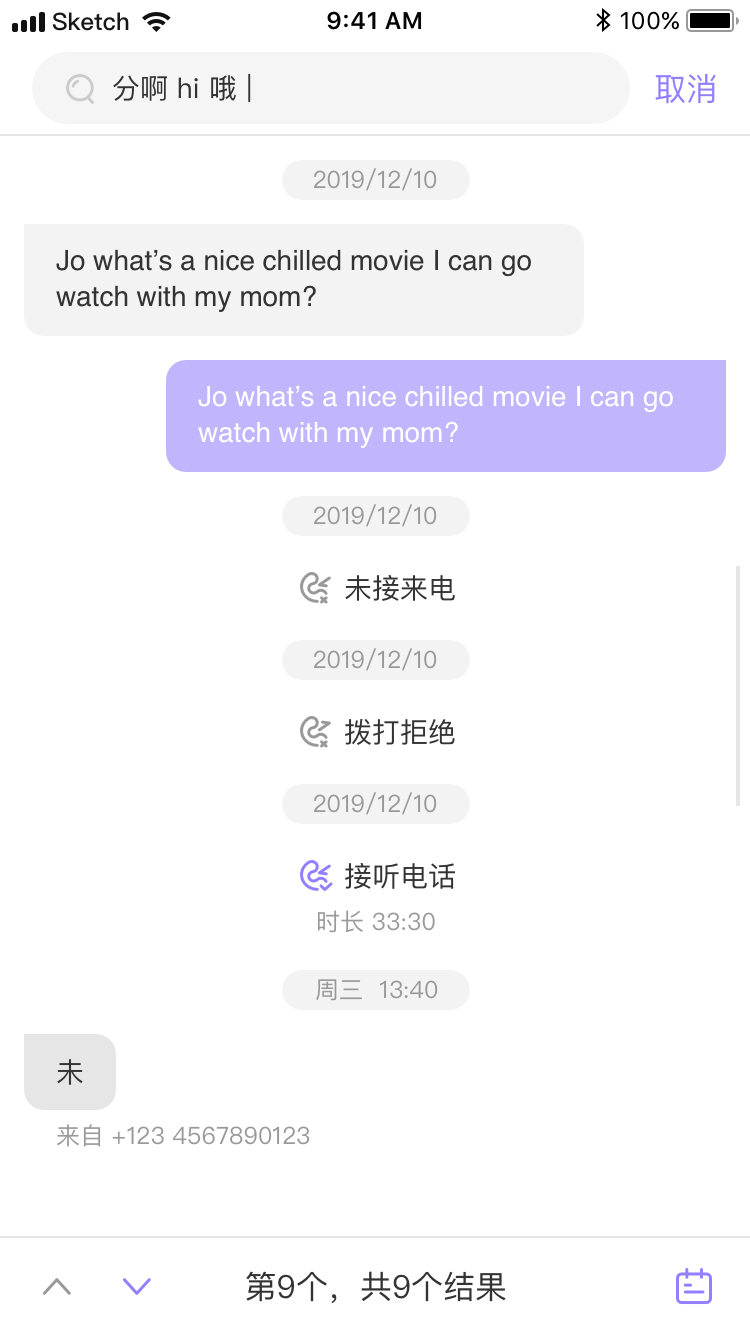 Sketch 9:41 AM 100%
分啊 hi 哦 取消
2019/12/10
Jo what’s a nice chilled movie I can go
watch with my mom?
Jo what’s a nice chilled movie I can go
watch with my mom?
2019/12/10
未接来电
2019/12/10
拨打拒绝
2019/12/10
接听电话
时长 33:30
周三 13:40
未
来自 +123 4567890123
第9个，共9个结果